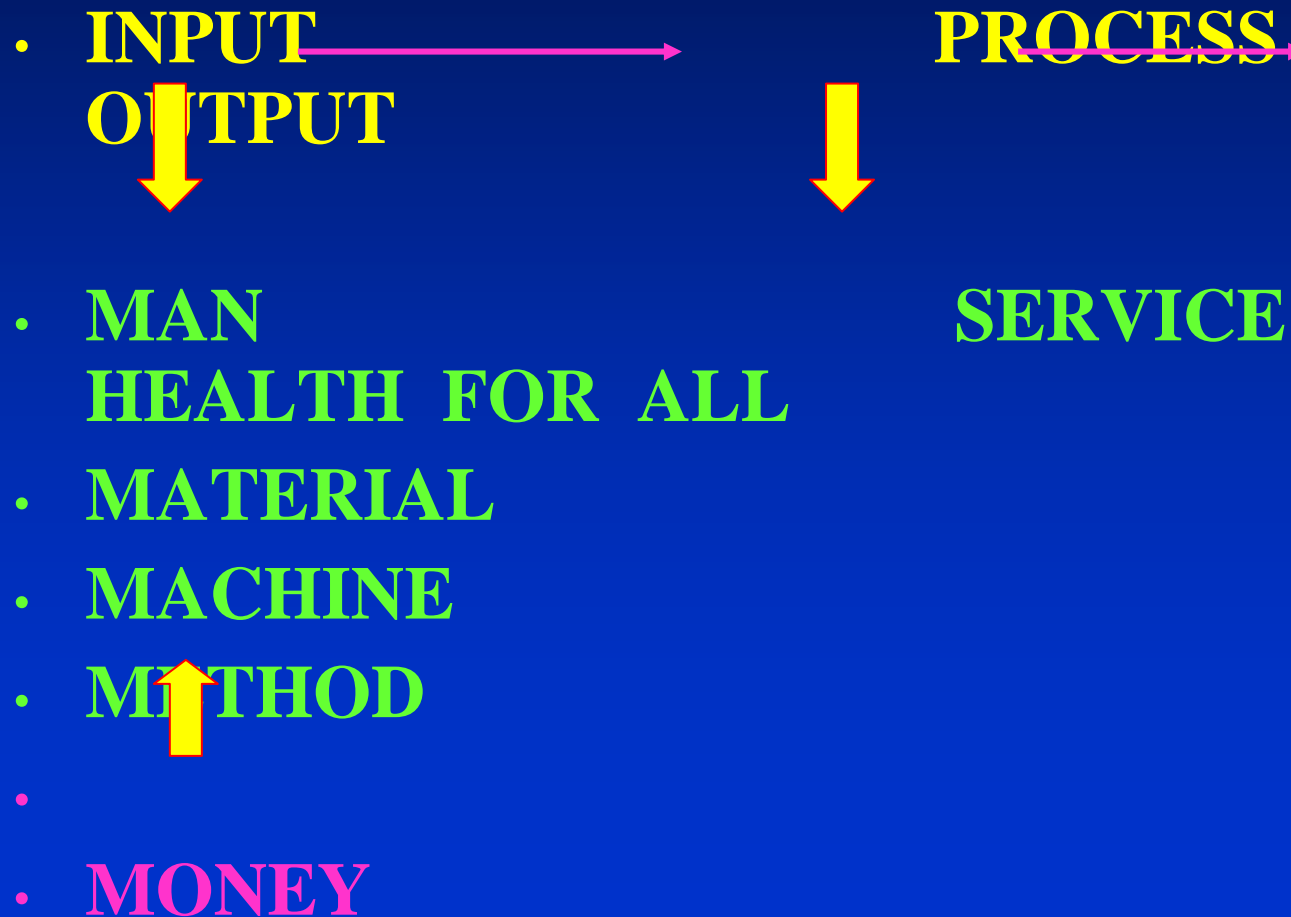 • INPUT PROCESS
OUTPUT
• MAN SERVICE
HEALTH FOR ALL
• MATERIAL
• MACHINE
• METHOD
•
• MONEY